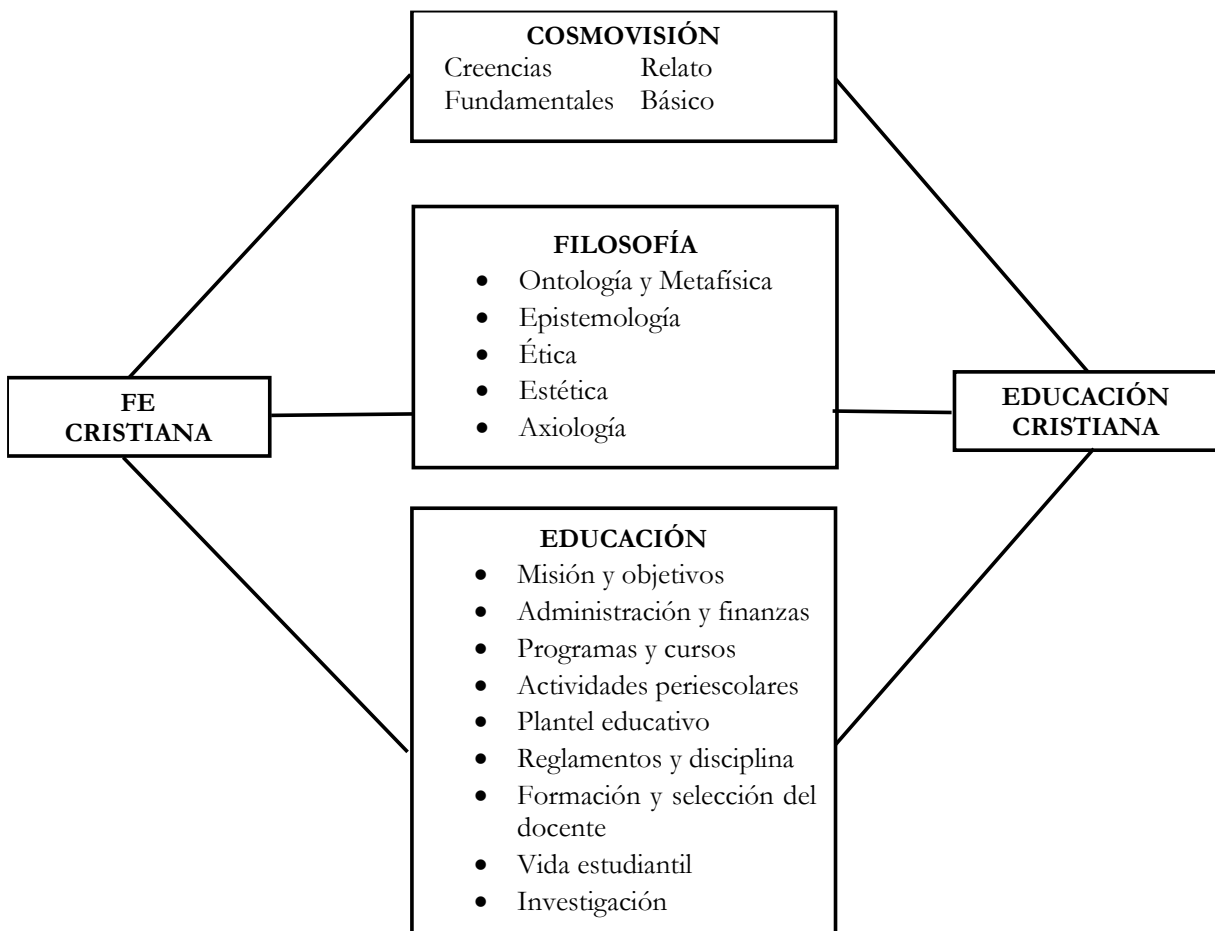 COSMOVISIÓN
Creencias Relato
Fundamentales Básico
FILOSOFÍA
• Ontología y Metafísica
• Epistemología
• Ética
• Estética
• Axiología
FE
CRISTIANA
EDUCACIÓN
CRISTIANA
EDUCACIÓN
• Misión y objetivos
• Administración y finanzas
• Programas y cursos
• Actividades periescolares
• Plantel educativo
• Reglamentos y disciplina
• Formación y selección del
docente
• Vida estudiantil
• Investigación